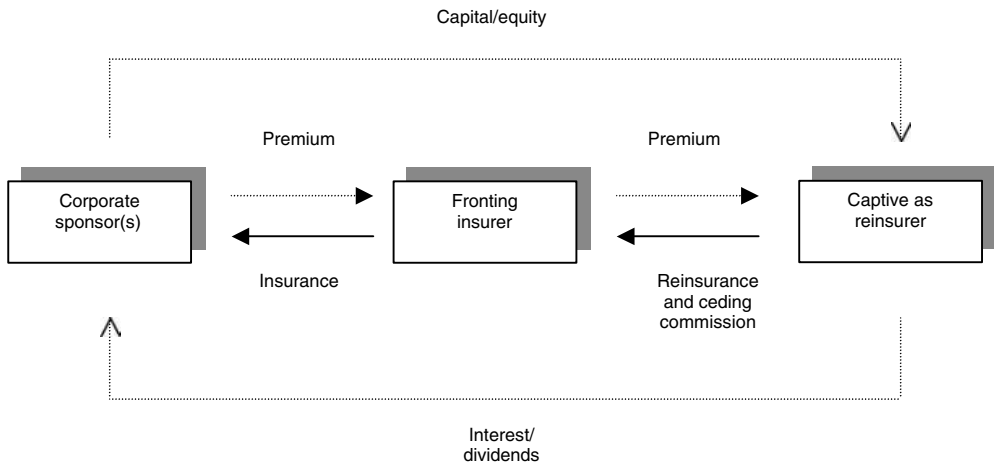 Capital/equity
Premium
Premium
Corporate
sponsor(s)
Fronting
insurer
Captive as
reinsurer
Insurance
Reinsurance
and ceding
commission
Interest/
dividends